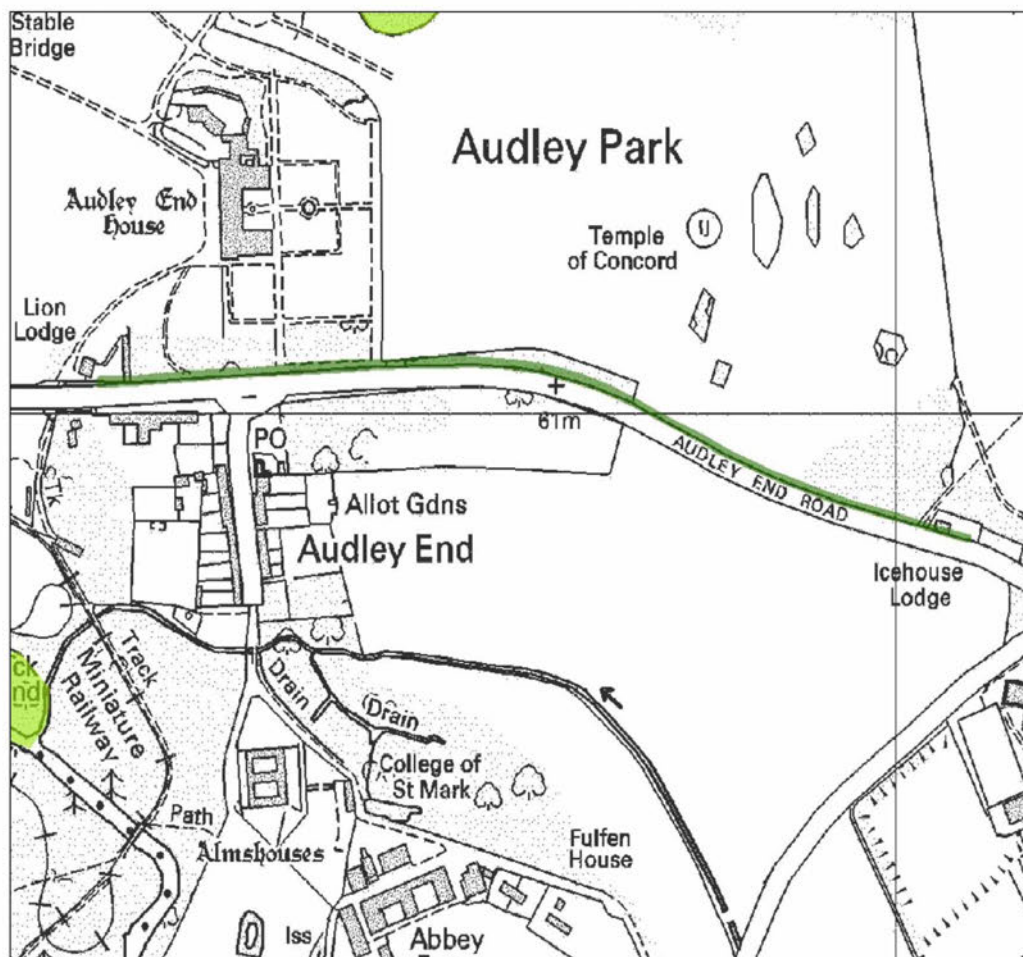 Stable
Bridge
Audley Park
Audley End
House
Temple
of Concord
Lion
Lodge
61m
PO
AUDLEY END ROAD
Allot Gdns
Audley End
Icehouse
Lodge
Track
Miniature
Railway
Drain
Drain
College of
St Mark
Path
Almshouses
Fulfen
House
Iss
Abbey